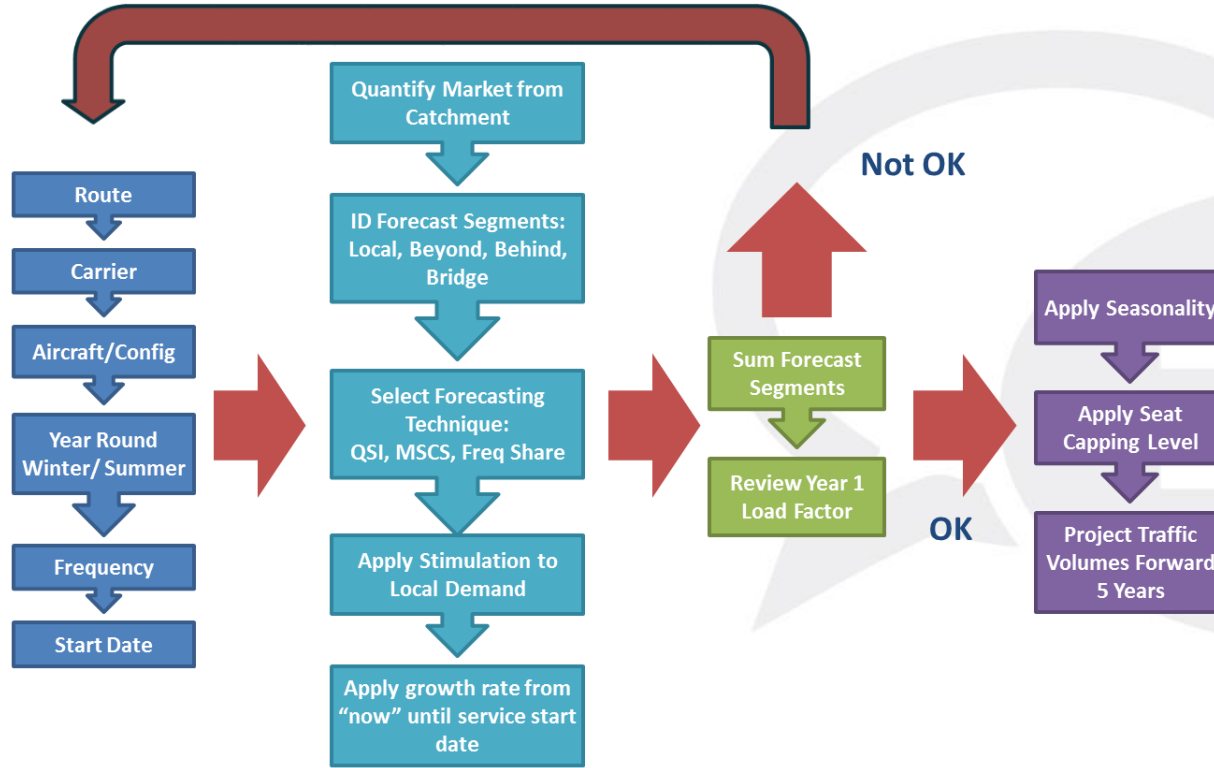 Route
Carrier
Aircraft/Config
Year Round
Winter/ Summer
Frequency
Start Date
Quantify Market from
Catchment
ID Forecast Segments:
Local, Beyond, Behind,
Bridge
Select Forecasting
Technique:
QSI, MSCS, Freq Share
Apply Stimulation to
Local Demand
Apply growth rate from
“now” until service start
date
Not OK
Sum Forecast
Segments
Review Year 1
Load Factor
OK
Apply Seasonality
Apply Seat
Capping Level
Project Traffic
Volumes Forward
5 Years